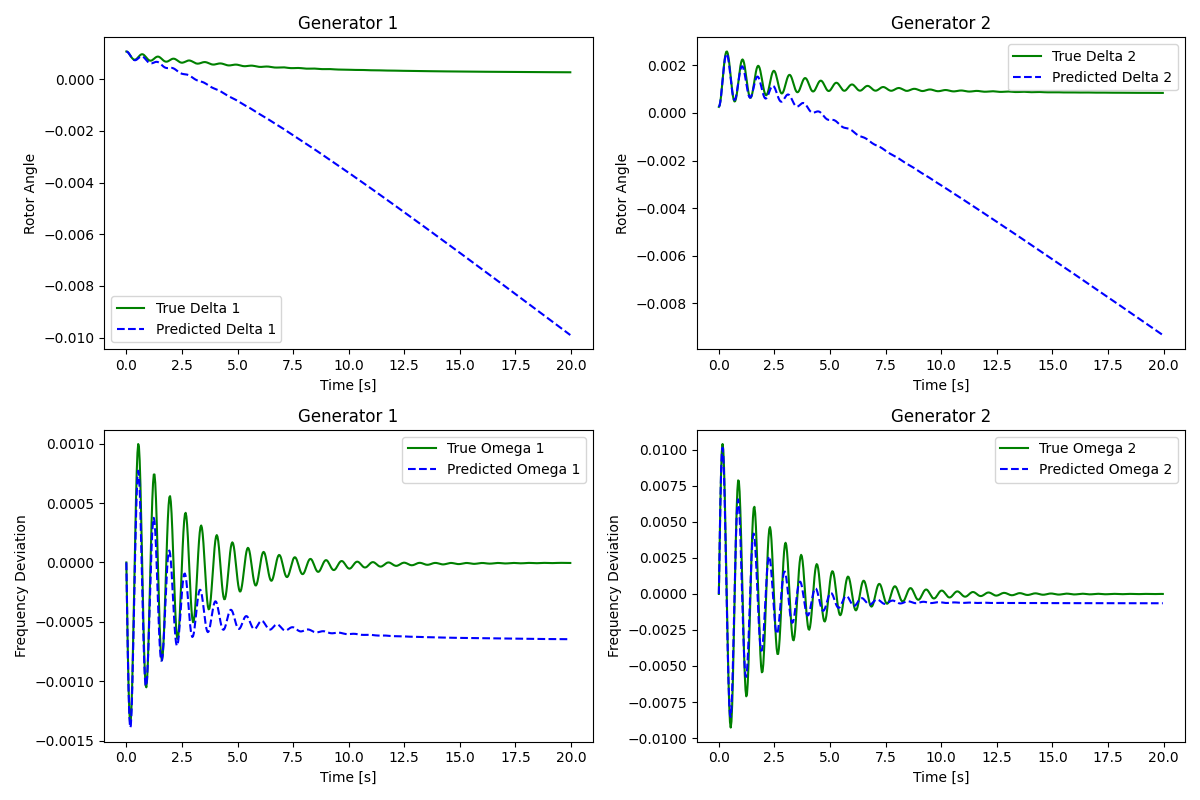 Generator 1
0.000
−0.002
−0.004
−0.006
−0.008
−0.010
Rotor Angle
True Delta 1
Predicted Delta 1
0.0 2.5 5.0 7.5 10.0 12.5 15.0 17.5 20.0
Time [s]
Generator 2
0.002
0.000
−0.002
−0.004
−0.006
−0.008
Rotor Angle
True Delta 2
Predicted Delta 2
0.0 2.5 5.0 7.5 10.0 12.5 15.0 17.5 20.0
Time [s]
Generator 1
0.0010
0.0005
0.0000
−0.0005
−0.0010
−0.0015
Frequency Deviation
True Omega 1
Predicted Omega 1
0.0 2.5 5.0 7.5 10.0 12.5 15.0 17.5 20.0
Time [s]
Generator 2
0.0100
0.0075
0.0050
0.0025
0.0000
−0.0025
−0.0050
−0.0075
−0.0100
Frequency Deviation
True Omega 2
Predicted Omega 2
0.0 2.5 5.0 7.5 10.0 12.5 15.0 17.5 20.0
Time [s]